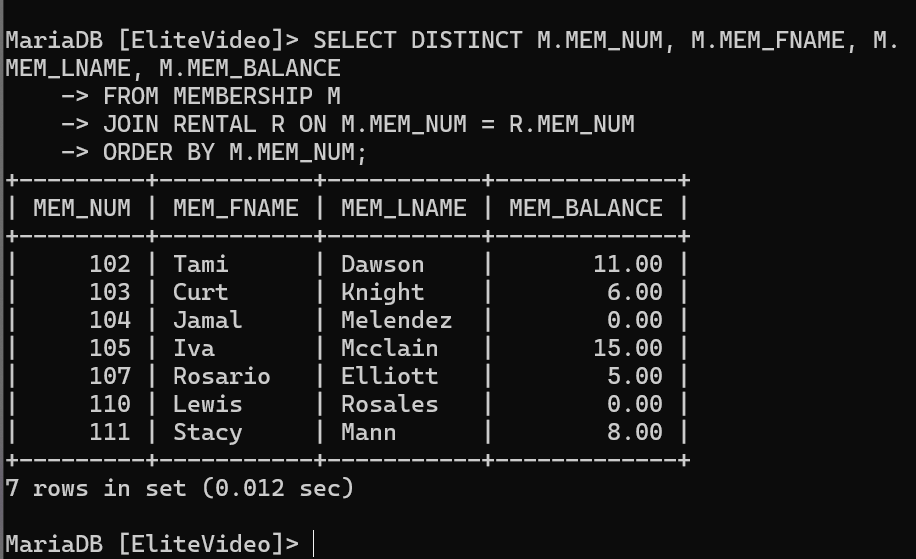 MariaDB [EliteVideo]> SELECT DISTINCT M.MEM_NUM, M.MEM_FNAME, M.
MEM_LNAME, M.MEM_BALANCE
    -> FROM MEMBERSHIP M
    -> JOIN RENTAL R ON M.MEM_NUM = R.MEM_NUM
    -> ORDER BY M.MEM_NUM;
+---------+-----------+-----------+-------------+
| MEM_NUM | MEM_FNAME | MEM_LNAME | MEM_BALANCE |
+---------+-----------+-----------+-------------+
|     102 | Tami      | Dawson    |       11.00 |
|     103 | Curt      | Knight    |        6.00 |
|     104 | Jamal     | Melendez  |        0.00 |
|     105 | Iva       | Mcclain   |       15.00 |
|     107 | Rosario   | Elliott   |        5.00 |
|     110 | Lewis     | Rosales   |        0.00 |
|     111 | Stacy     | Mann      |        8.00 |
+---------+-----------+-----------+-------------+
7 rows in set (0.012 sec)
MariaDB [EliteVideo]>